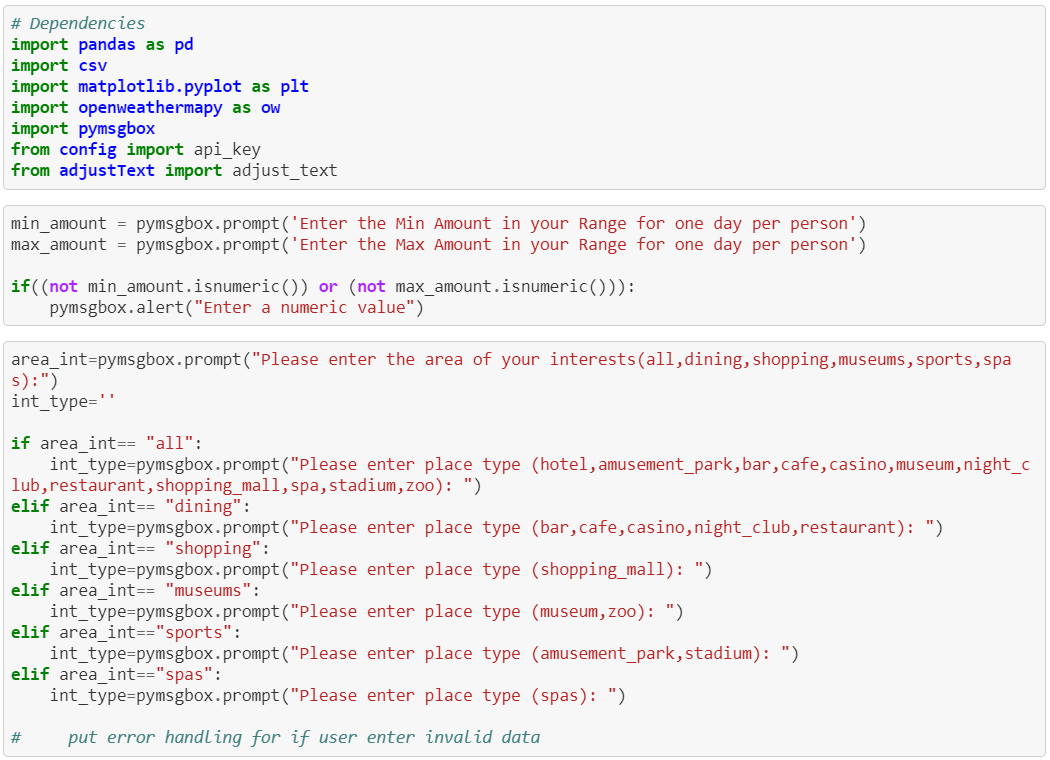 # Dependencies
import pandas as pd
import csv
import matplotlib.pyplot as plt
import openweathermapy as ow
import pymsgbox
from config import api_key
from adjustText import adjust_text
min_amount = pymsgbox.prompt('Enter the Min Amount in your Range for one day per person')
max_amount = pymsgbox.prompt('Enter the Max Amount in your Range for one day per person')
if((not min_amount.isnumeric()) or (not max_amount.isnumeric())):
    pymsgbox.alert("Enter a numeric value")
area_int=pymsgbox.prompt("Please enter the area of your interests(all,dining,shopping,museums,sports,spa
s):")
int_type=''
if area_int== "all":
    int_type=pymsgbox.prompt("Please enter place type (hotel,amusement_park,bar,cafe,casino,museum,night_c
lub,restaurant,shopping_mall,spa,stadium,zoo): ")
elif area_int== "dining":
    int_type=pymsgbox.prompt("Please enter place type (bar,cafe,casino,night_club,restaurant): ")
elif area_int== "shopping":
    int_type=pymsgbox.prompt("Please enter place type (shopping_mall): ")
elif area_int== "museums":
    int_type=pymsgbox.prompt("Please enter place type (museum,zoo): ")
elif area_int=="sports":
    int_type=pymsgbox.prompt("Please enter place type (amusement_park,stadium): ")
elif area_int=="spas":
    int_type=pymsgbox.prompt("Please enter place type (spas): ")
#     put error handling for if user enter invalid data